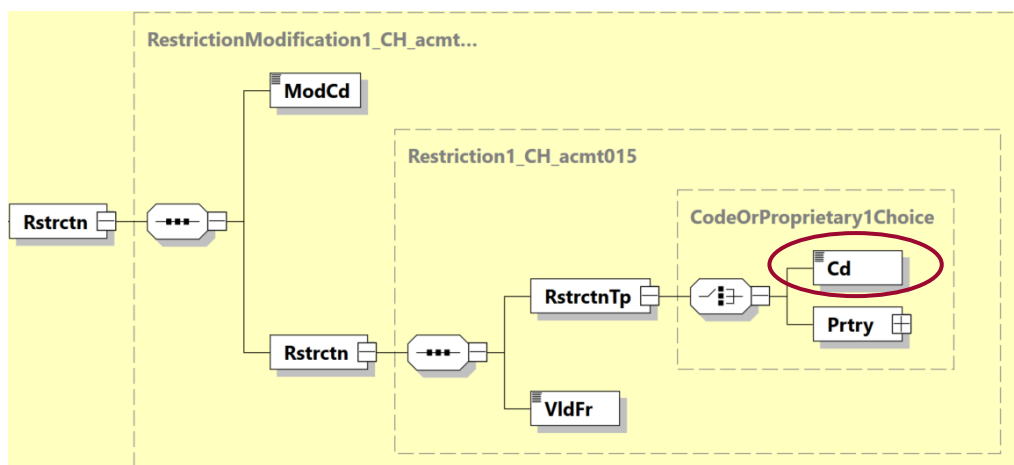 RestrictionModification1_CH_acmt...
ModCd
Restriction1_CH_acmt015
CodeOrProprietary1Choice
Rstrctn
Cd
RstrctnTp
Prtry
Rstrctn
VldFr